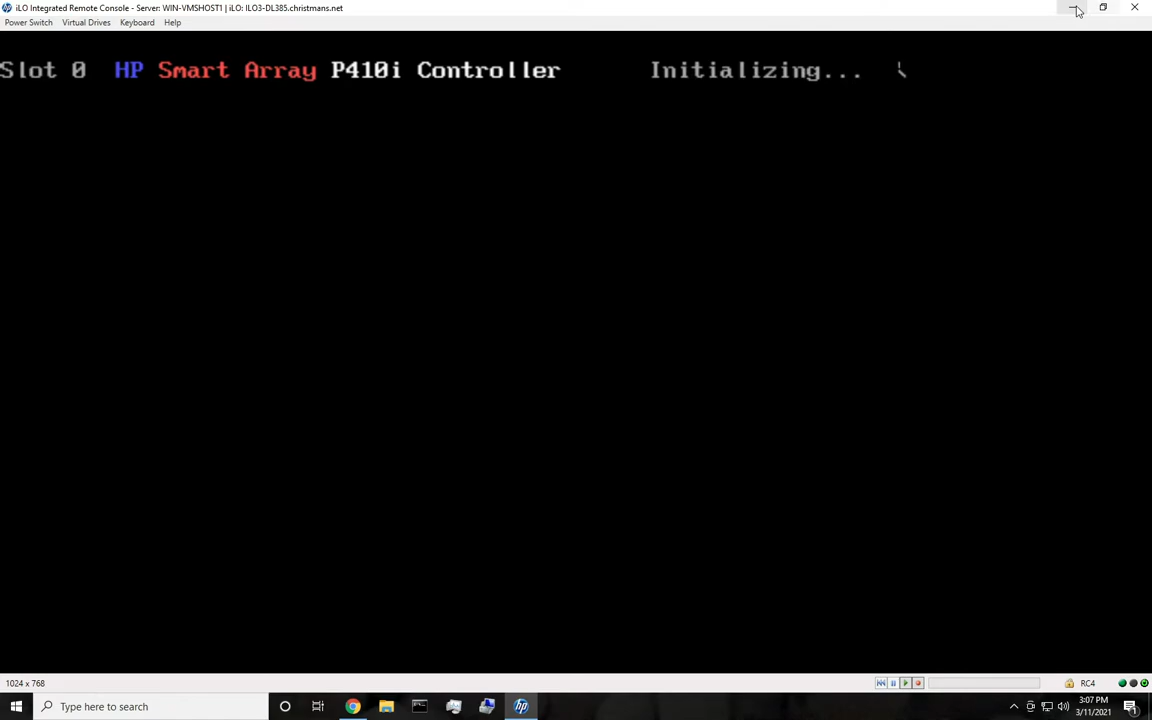 iLO Integrated Remote Console - Server: WIN-VMSHOST1 | iLO: ILO3-DL385.christmans.net
Power Switch Virtual Drives Keyboard Help
Slot 0 HP Smart Array P410i Controller Initializing... \
1024 x 768
RC4
Type here to search
3:07 PM
3/11/2021
1